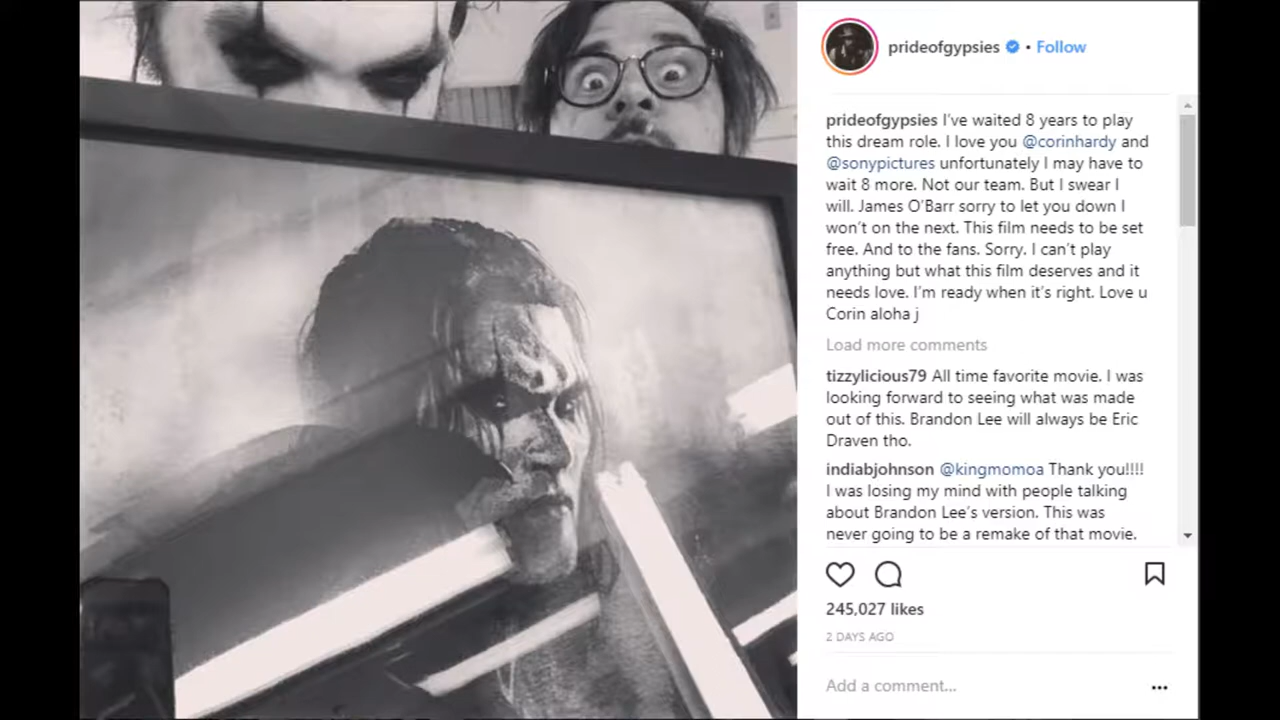 prideofgypsies • Follow
prideofgypsies I've waited 8 years to play
this dream role. I love you @corinhardy and
@sonypictures unfortunately I may have to
wait 8 more. Not our team. But I swear I
will. James O'Barr sorry to let you down I
won't on the next. This film needs to be set
free. And to the fans. Sorry. I can't play
anything but what this film deserves and it
needs love. I'm ready when it's right. Love u
Corin aloha j
Load more comments
tizzylicious79 All time favorite movie. I was
looking forward to seeing what was made
out of this. Brandon Lee will always be Eric
Draven tho.
indiabjohnson @kingmomoa Thank you!!!!
I was losing my mind with people talking
about Brandon Lee's version. This was
never going to be a remake of that movie.
245,027 likes
2 DAYS AGO
Add a comment...